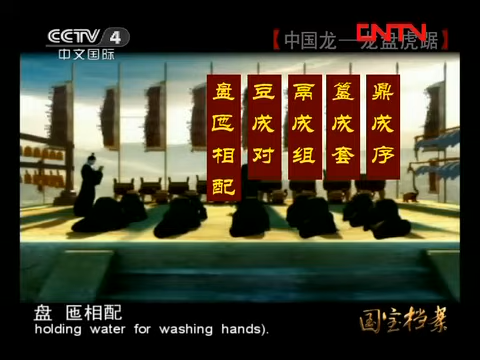 CCTV 4
中文国际
CNTN
【中国龙—龙盘虎踞】
鼎成序
簋成套
鬲成组
豆成对
盘匜相配
盘 匜相配
holding water for washing hands).
国宝档案